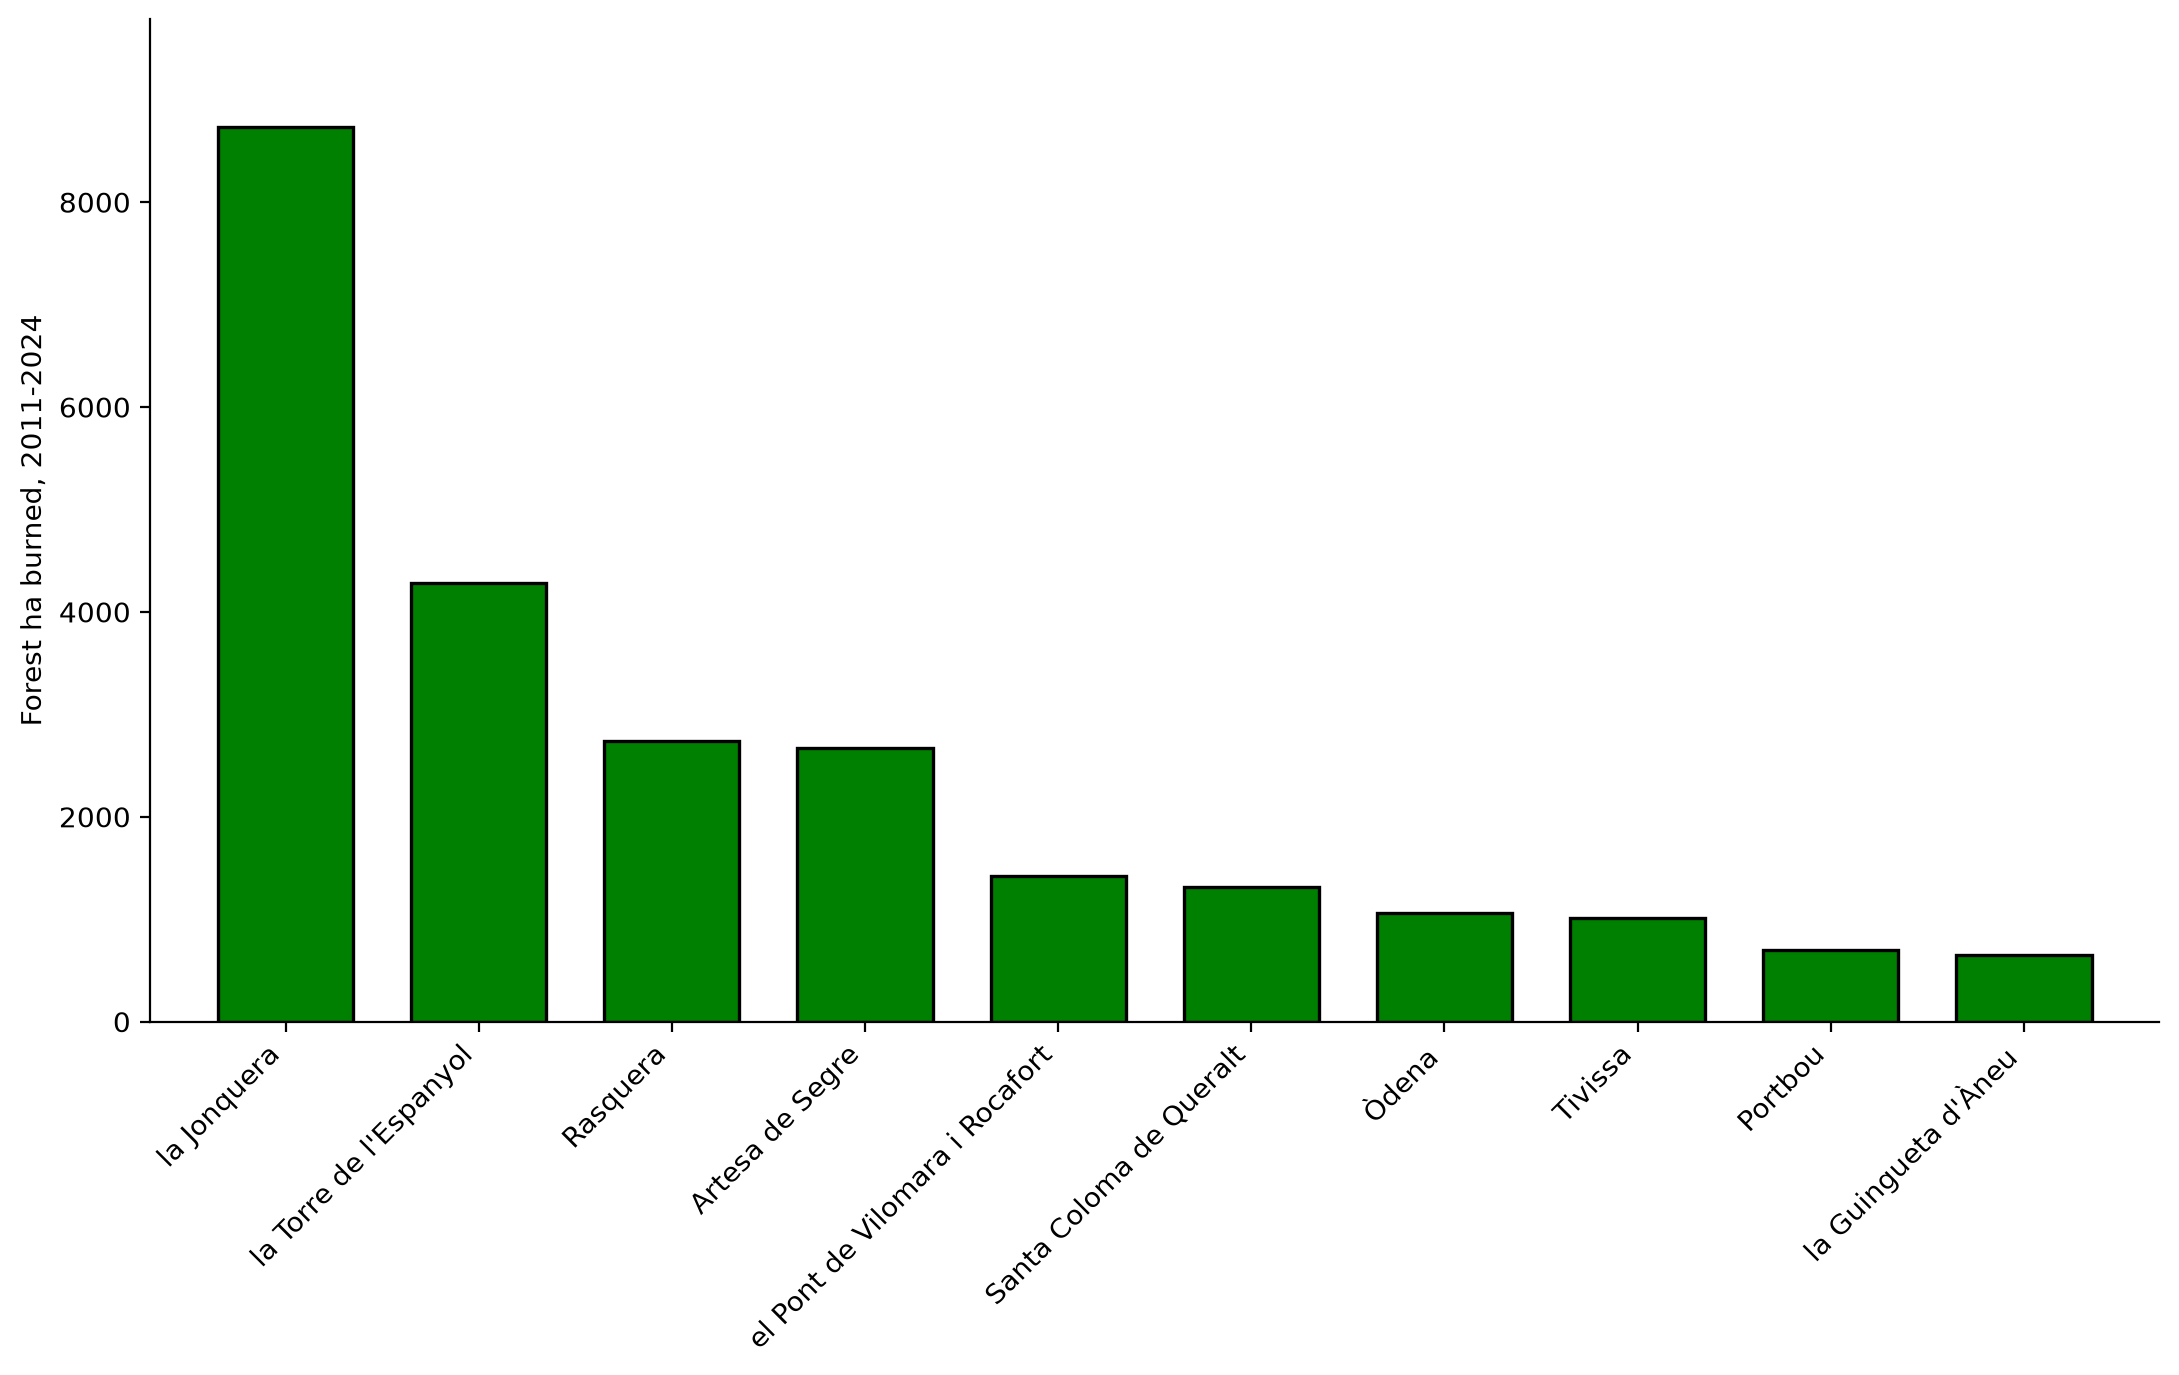 Forest ha burned, 2011-2024
8000
6000
4000
2000
0
la Jonquera
la Torre de l'Espanyol
Rasquera
Artesa de Segre
el Pont de Vilomara i Rocafort
Santa Coloma de Queralt
Òdena
Tivissa
Portbou
la Guingueta d'Àneu